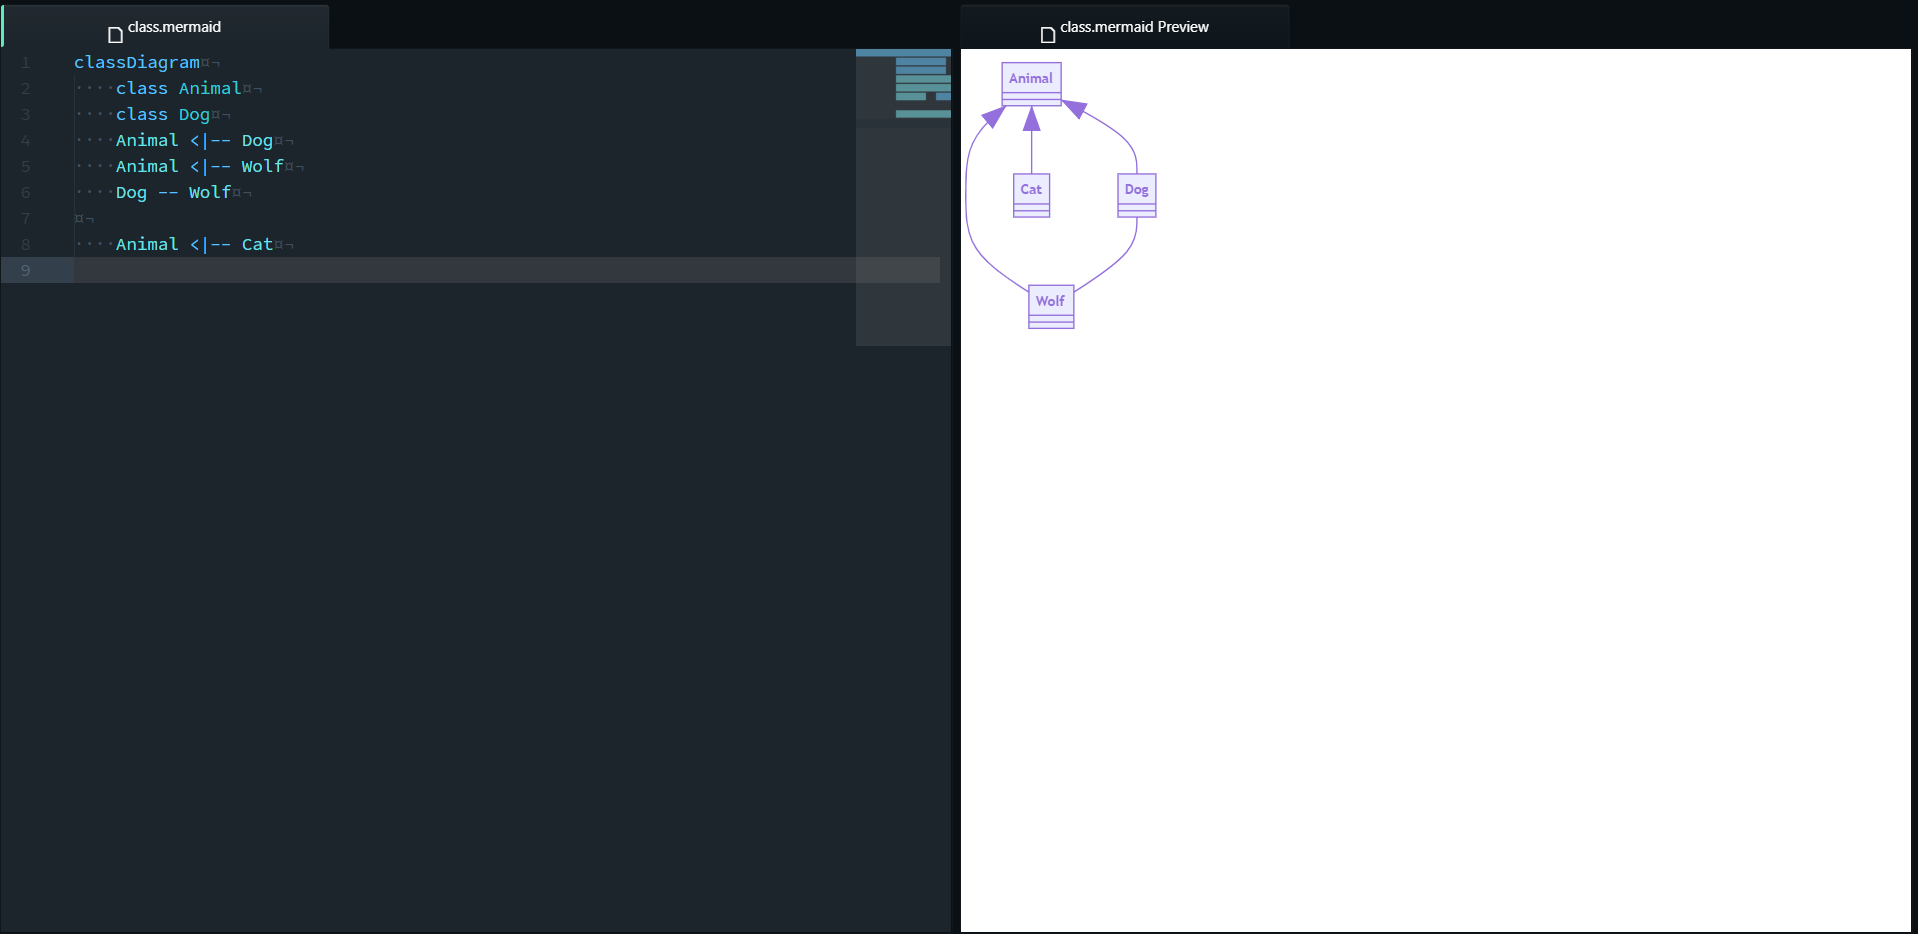 class.mermaid
class.mermaid Preview
1 classDiagram¤¬
2 ····class Animal¤¬
3 ····class Dog¤¬
4 ····Animal <|-- Dog¤¬
5 ····Animal <|-- Wolf¤¬
6 ····Dog -- Wolf¤¬
7 ¤¬
8 ····Animal <|-- Cat¤¬
9
Animal
Cat
Dog
Wolf